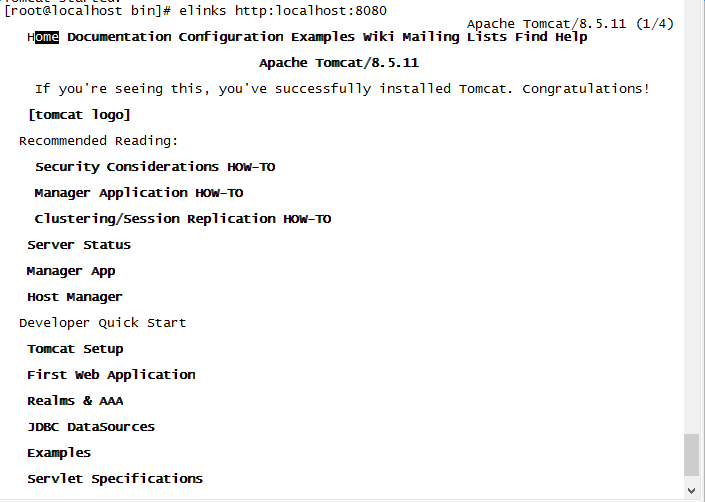 Tomcat started.
[root@localhost bin]# elinks http:localhost:8080
Apache Tomcat/8.5.11 (1/4)
Home Documentation Configuration Examples Wiki Mailing Lists Find Help
Apache Tomcat/8.5.11
If you're seeing this, you've successfully installed Tomcat. Congratulations!
[tomcat logo]
Recommended Reading:
Security Considerations HOW-TO
Manager Application HOW-TO
Clustering/Session Replication HOW-TO
Server Status
Manager App
Host Manager
Developer Quick Start
Tomcat Setup
First Web Application
Realms & AAA
JDBC DataSources
Examples
Servlet Specifications